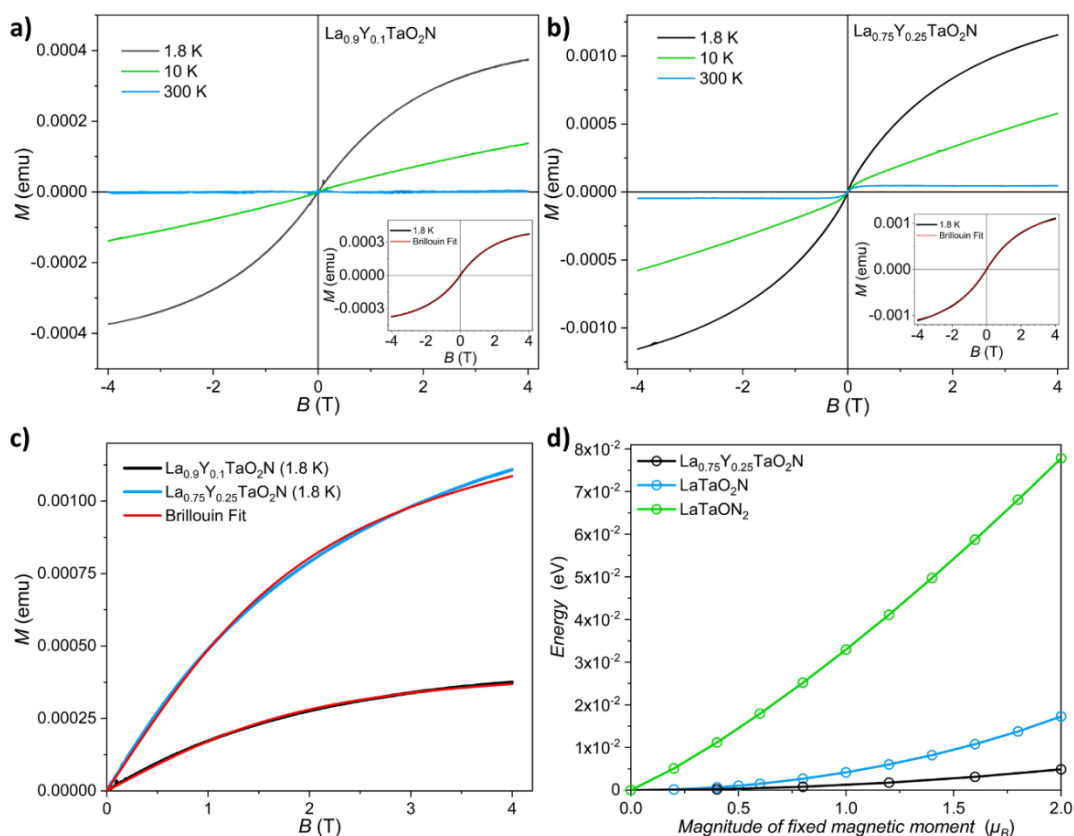 a)
La0.9Y0.1TaO2N
1.8 K
10 K
300 K
0.0004
0.0002
0.0000
-0.0002
-0.0004
M (emu)
-4 -2 0 2 4
B (T)
1.8 K
Brillouin Fit
0.0003
0.0000
-0.0003
M (emu)
-4 -2 0 2 4
B (T)
b)
La0.75Y0.25TaO2N
1.8 K
10 K
300 K
0.0010
0.0005
0.0000
-0.0005
-0.0010
M (emu)
-4 -2 0 2 4
B (T)
1.8 K
Brillouin Fit
0.001
0.000
-0.001
M (emu)
-4 -2 0 2 4
B (T)
c)
La0.9Y0.1TaO2N (1.8 K)
La0.75Y0.25TaO2N (1.8 K)
Brillouin Fit
0.00100
0.00075
0.00050
0.00025
0.00000
M (emu)
0 1 2 3 4
B (T)
d)
La0.75Y0.25TaO2N
LaTaO2N
LaTaON2
8x10-2
7x10-2
6x10-2
5x10-2
4x10-2
3x10-2
2x10-2
1x10-2
0
Energy (eV)
0.0 0.5 1.0 1.5 2.0
Magnitude of fixed magnetic moment (μB)